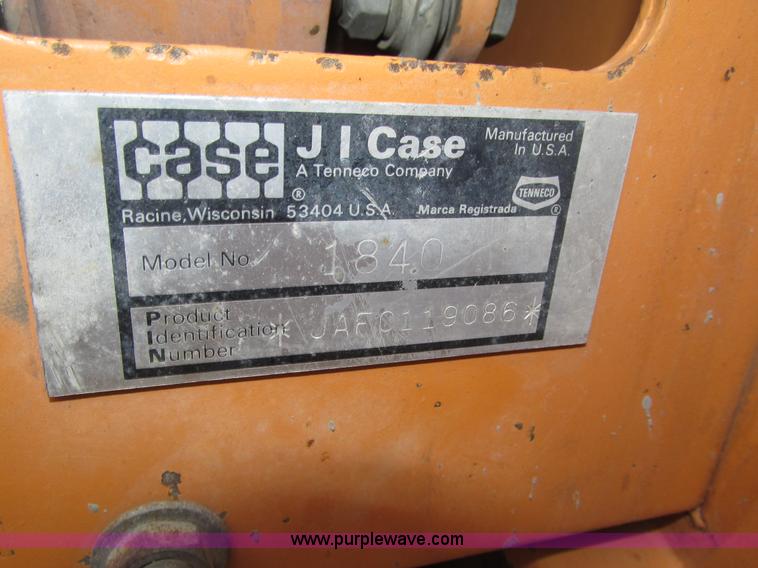 case
J I Case
A Tenneco Company
Manufactured
In U.S.A.
®
TENNECO
®
Racine, Wisconsin 53404 U.S.A. Marca Registrada
Model No. 1840
Product
Identification
Number
* JAF0119086 *
www.purplewave.com